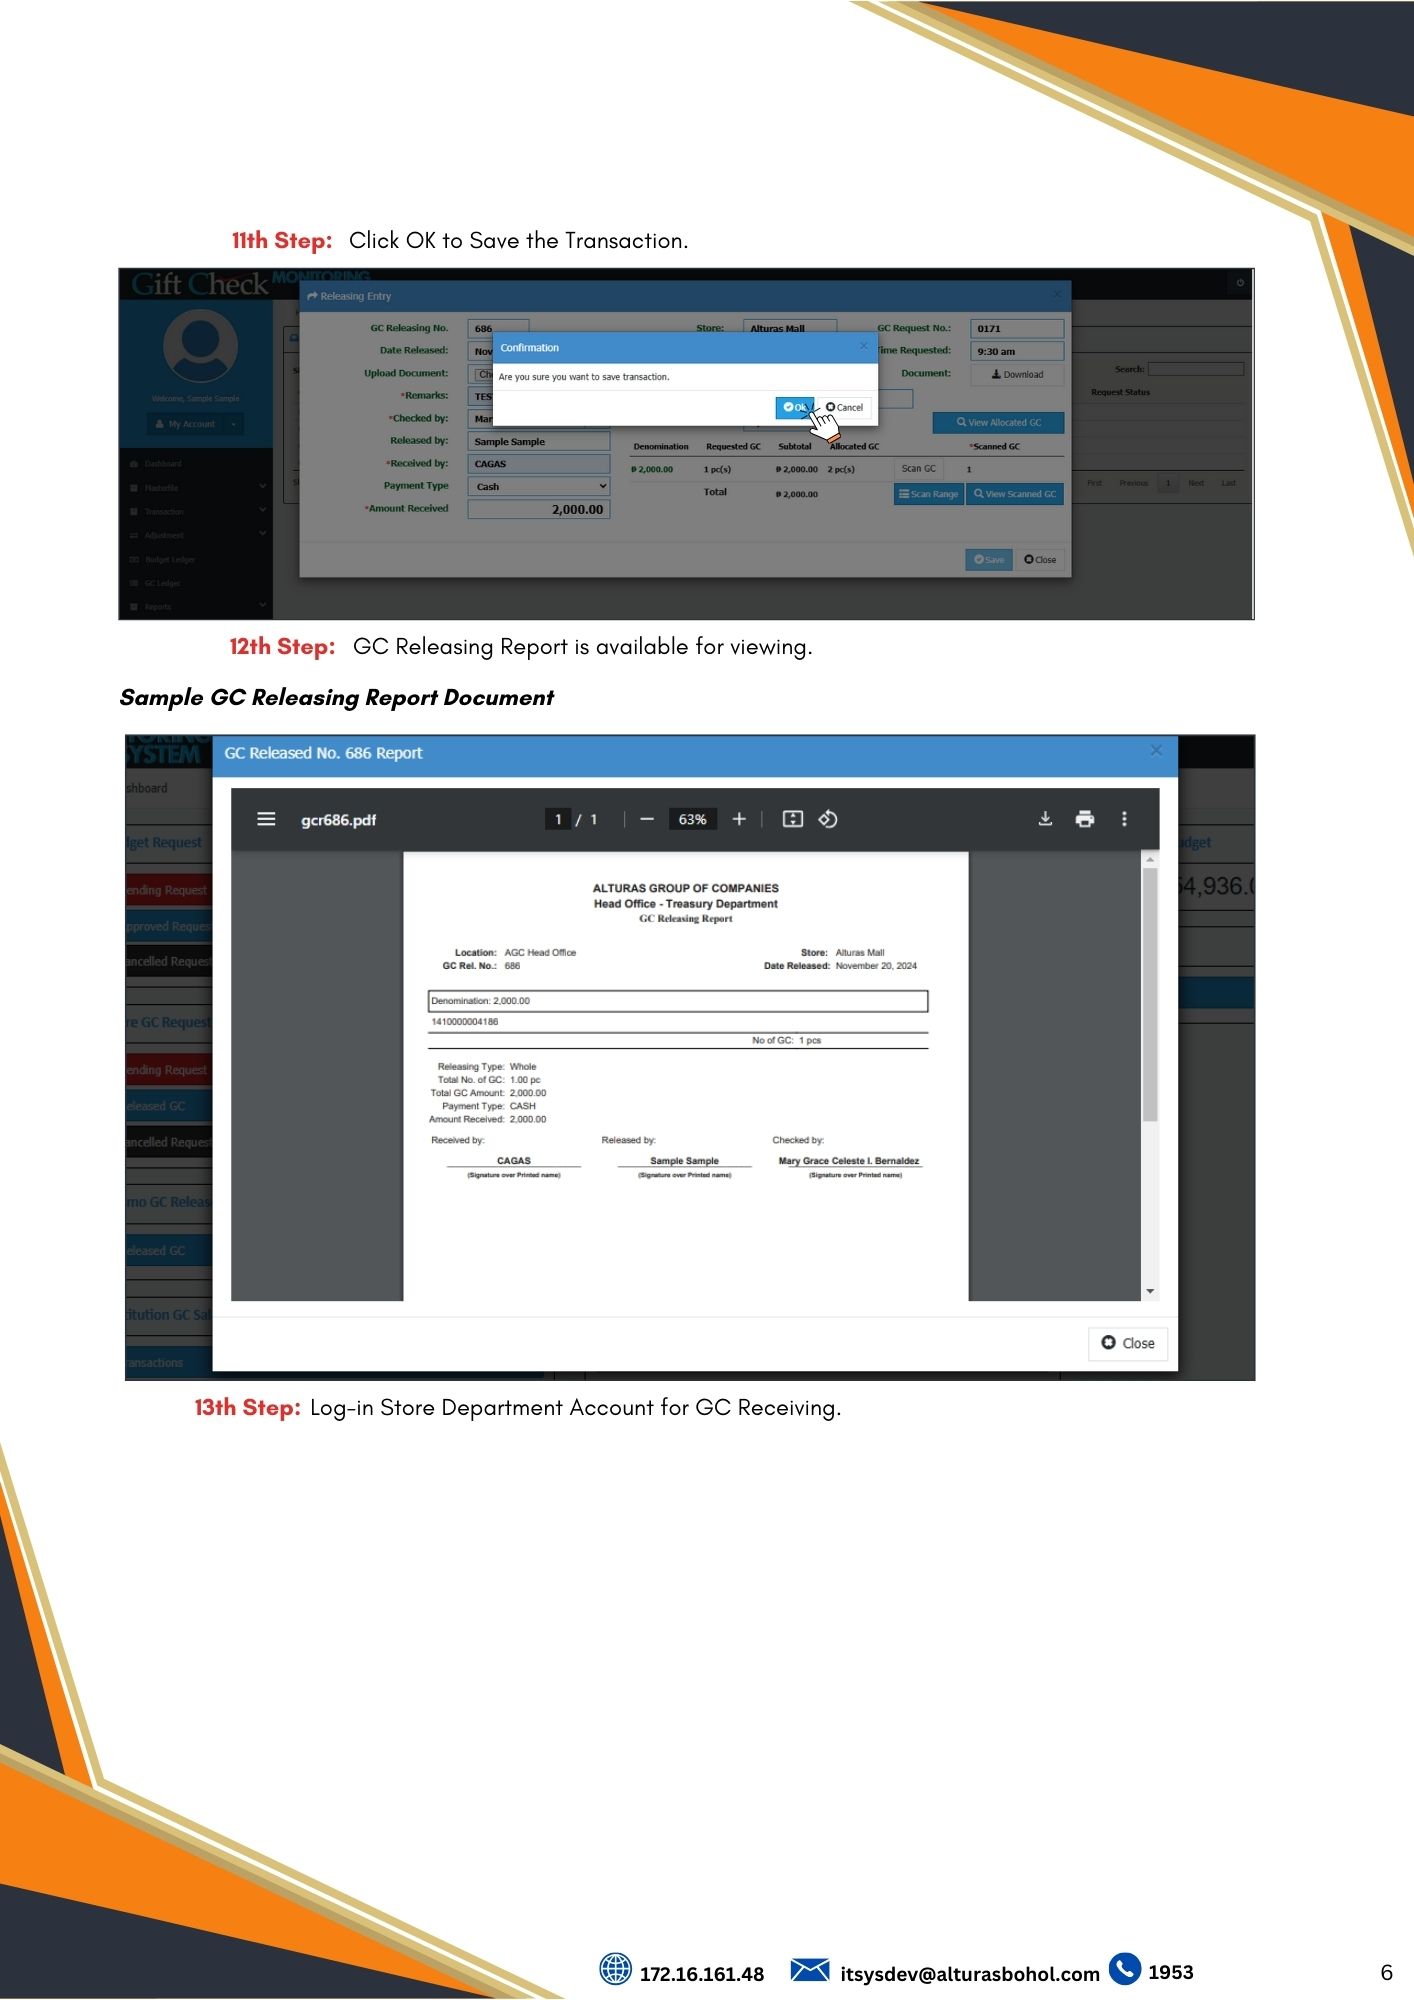 11th Step: Click OK to Save the Transaction.
Gift Check MONITORING
Releasing Entry
GC Releasing No. 686 Store: Alturas Mall GC Request No.: 0171
Date Released: Nov Time Requested: 9:30 am
Upload Document: Ch Document: Download
*Remarks: TES
*Checked by: Mar View Allocated GC
Released by: Sample Sample
*Received by: CAGAS
Payment Type Cash
*Amount Received 2,000.00
Confirmation
Are you sure you want to save transaction.
Ok Cancel
Denomination Requested GC Subtotal Allocated GC *Scanned GC
₱ 2,000.00 1 pc(s) ₱ 2,000.00 2 pc(s) Scan GC 1
Total ₱ 2,000.00 Scan Range View Scanned GC
Save Close
Welcome, Sample Sample
My Account
Dashboard
Masterfile
Transaction
Adjustment
Budget Ledger
GC Ledger
Reports
Search:
Request Status
First Previous 1 Next Last
12th Step: GC Releasing Report is available for viewing.
Sample GC Releasing Report Document
YSTEM
GC Released No. 686 Report
shboard
lget Request
ending Request
pproved Reques
ancelled Request
re GC Request
ending Request
eleased GC
ancelled Request
mo GC Releas
eleased GC
titution GC Sal
ransactions
udget
54,936.0
gcr686.pdf 1 / 1 63%
ALTURAS GROUP OF COMPANIES
Head Office - Treasury Department
GC Releasing Report
Location: AGC Head Office Store: Alturas Mall
GC Rel. No.: 686 Date Released: November 20, 2024
Denomination: 2,000.00
1410000004186
No of GC: 1 pcs
Releasing Type: Whole
Total No. of GC: 1.00 pc
Total GC Amount: 2,000.00
Payment Type: CASH
Amount Received: 2,000.00
Received by: Released by: Checked by:
CAGAS Sample Sample Mary Grace Celeste I. Bernaldez
(Signature over Printed name) (Signature over Printed name) (Signature over Printed name)
Close
13th Step: Log-in Store Department Account for GC Receiving.
172.16.161.48 itsysdev@alturasbohol.com 1953
6